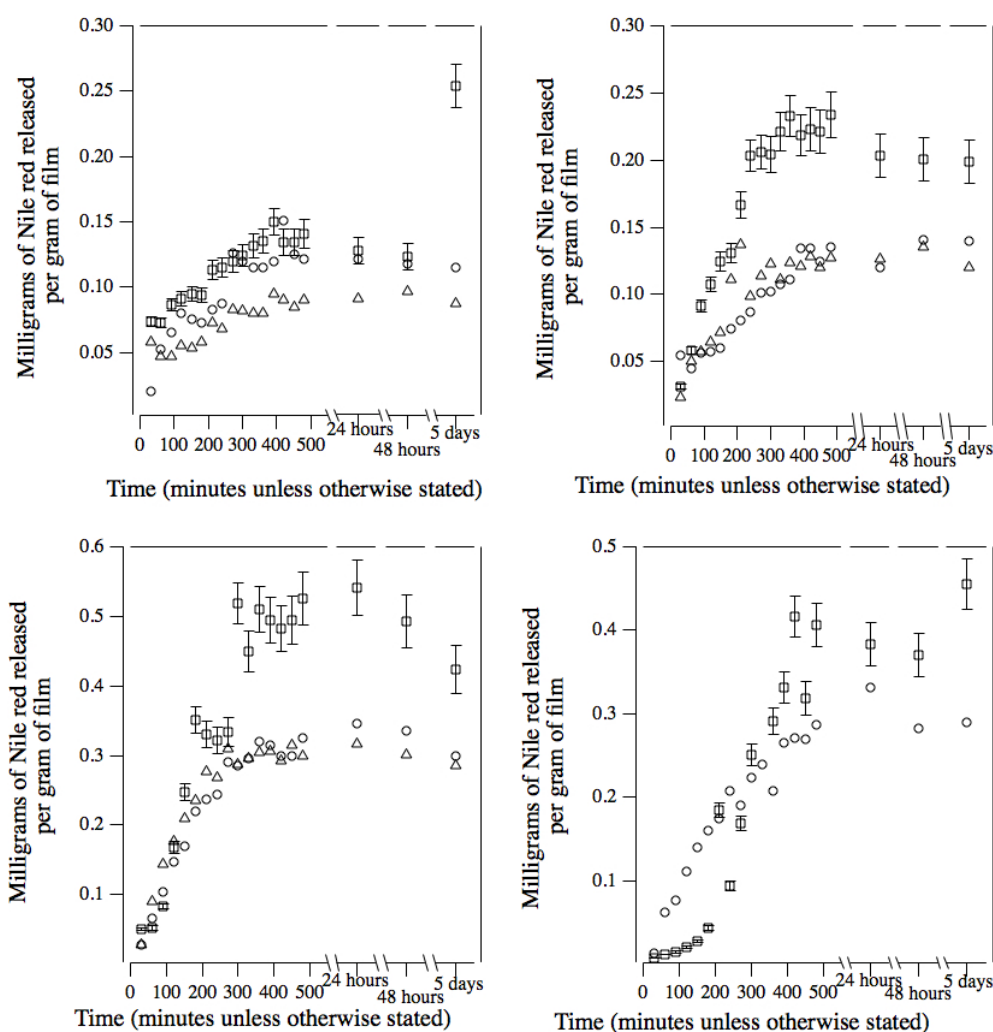 0.30
0.25
0.20
0.15
0.10
0.05
Milligrams of Nile red released
per gram of film
0 100 200 300 400 500 24 hours 48 hours 5 days
Time (minutes unless otherwise stated)
0.30
0.25
0.20
0.15
0.10
0.05
Milligrams of Nile red released
per gram of film
0 100 200 300 400 500 24 hours 48 hours 5 days
Time (minutes unless otherwise stated)
0.6
0.5
0.4
0.3
0.2
0.1
Milligrams of Nile red released
per gram of film
0 100 200 300 400 500 24 hours 48 hours 5 days
Time (minutes unless otherwise stated)
0.5
0.4
0.3
0.2
0.1
Milligrams of Nile red released
per gram of film
0 100 200 300 400 500 24 hours 48 hours 5 days
Time (minutes unless otherwise stated)